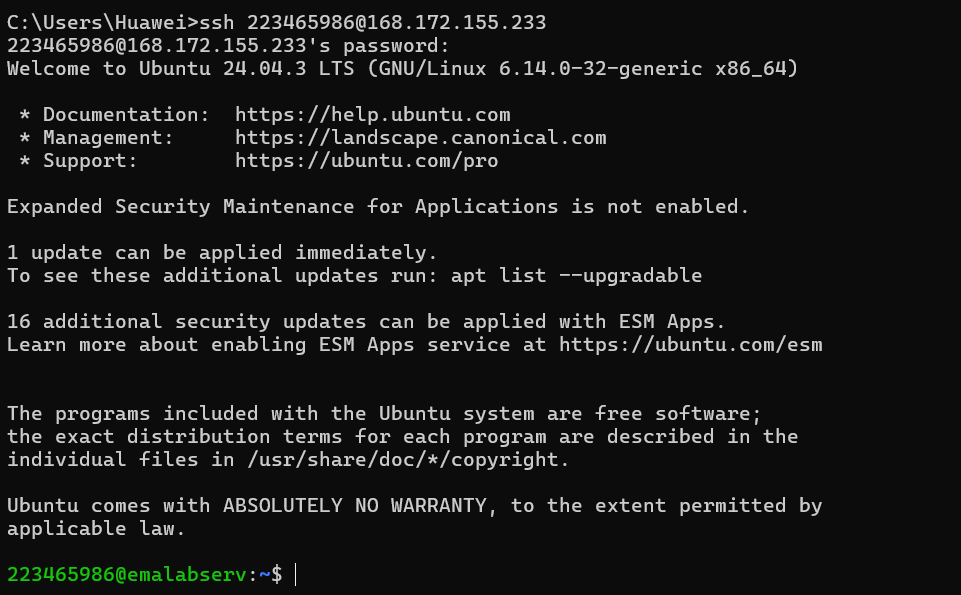 C:\Users\Huawei>ssh 223465986@168.172.155.233
223465986@168.172.155.233's password:
Welcome to Ubuntu 24.04.3 LTS (GNU/Linux 6.14.0-32-generic x86_64)

 * Documentation:  https://help.ubuntu.com
 * Management:     https://landscape.canonical.com
 * Support:        https://ubuntu.com/pro

Expanded Security Maintenance for Applications is not enabled.

1 update can be applied immediately.
To see these additional updates run: apt list --upgradable

16 additional security updates can be applied with ESM Apps.
Learn more about enabling ESM Apps service at https://ubuntu.com/esm


The programs included with the Ubuntu system are free software;
the exact distribution terms for each program are described in the
individual files in /usr/share/doc/*/copyright.

Ubuntu comes with ABSOLUTELY NO WARRANTY, to the extent permitted by
applicable law.

223465986@emalabserv:~$